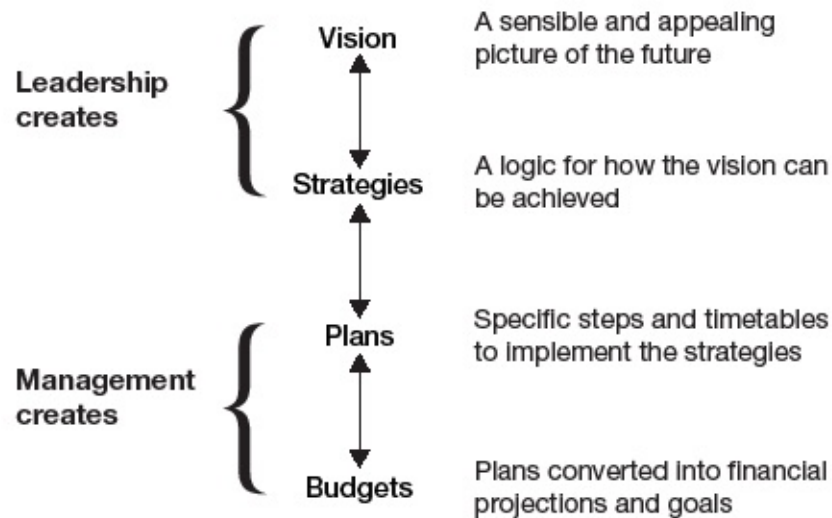 Vision
A sensible and appealing
picture of the future
Leadership
creates
Strategies
A logic for how the vision can
be achieved
Plans
Specific steps and timetables
to implement the strategies
Management
creates
Budgets
Plans converted into financial
projections and goals